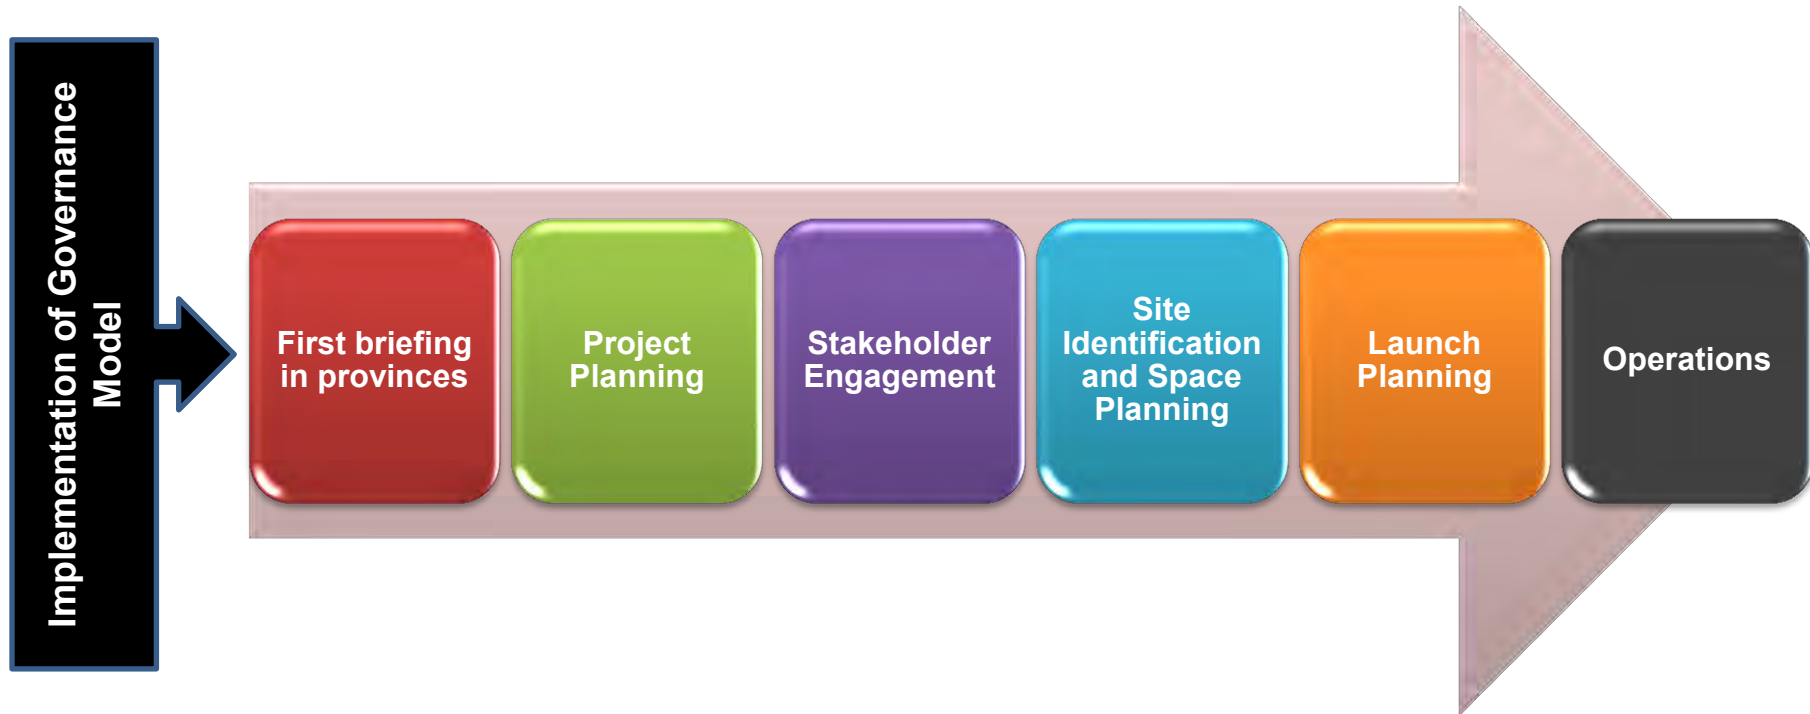 Implementation of Governance
Model
First briefing
in provinces
Project
Planning
Stakeholder
Engagement
Site
Identification
and Space
Planning
Launch
Planning
Operations